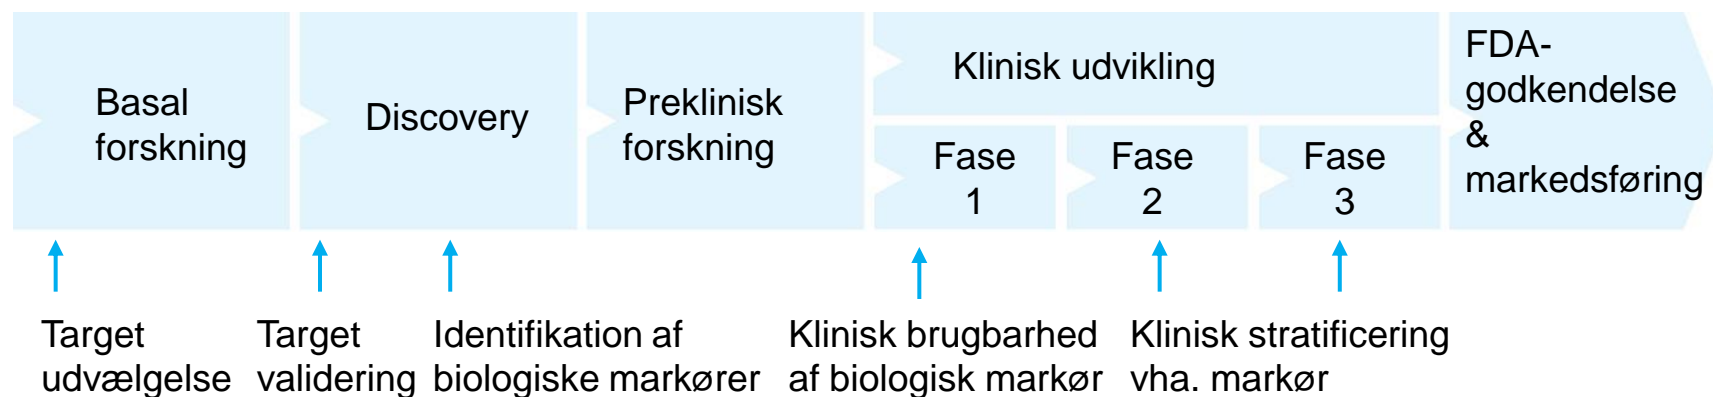 Basal
forskning
Discovery
Preklinisk
forskning
Klinisk udvikling
Fase
1
Fase
2
Fase
3
FDA-
godkendelse
&
markedsføring
Target
udvælgelse
Target
validering
Identifikation af
biologiske markører
Klinisk brugbarhed
af biologisk markør
Klinisk stratificering
vha. markør